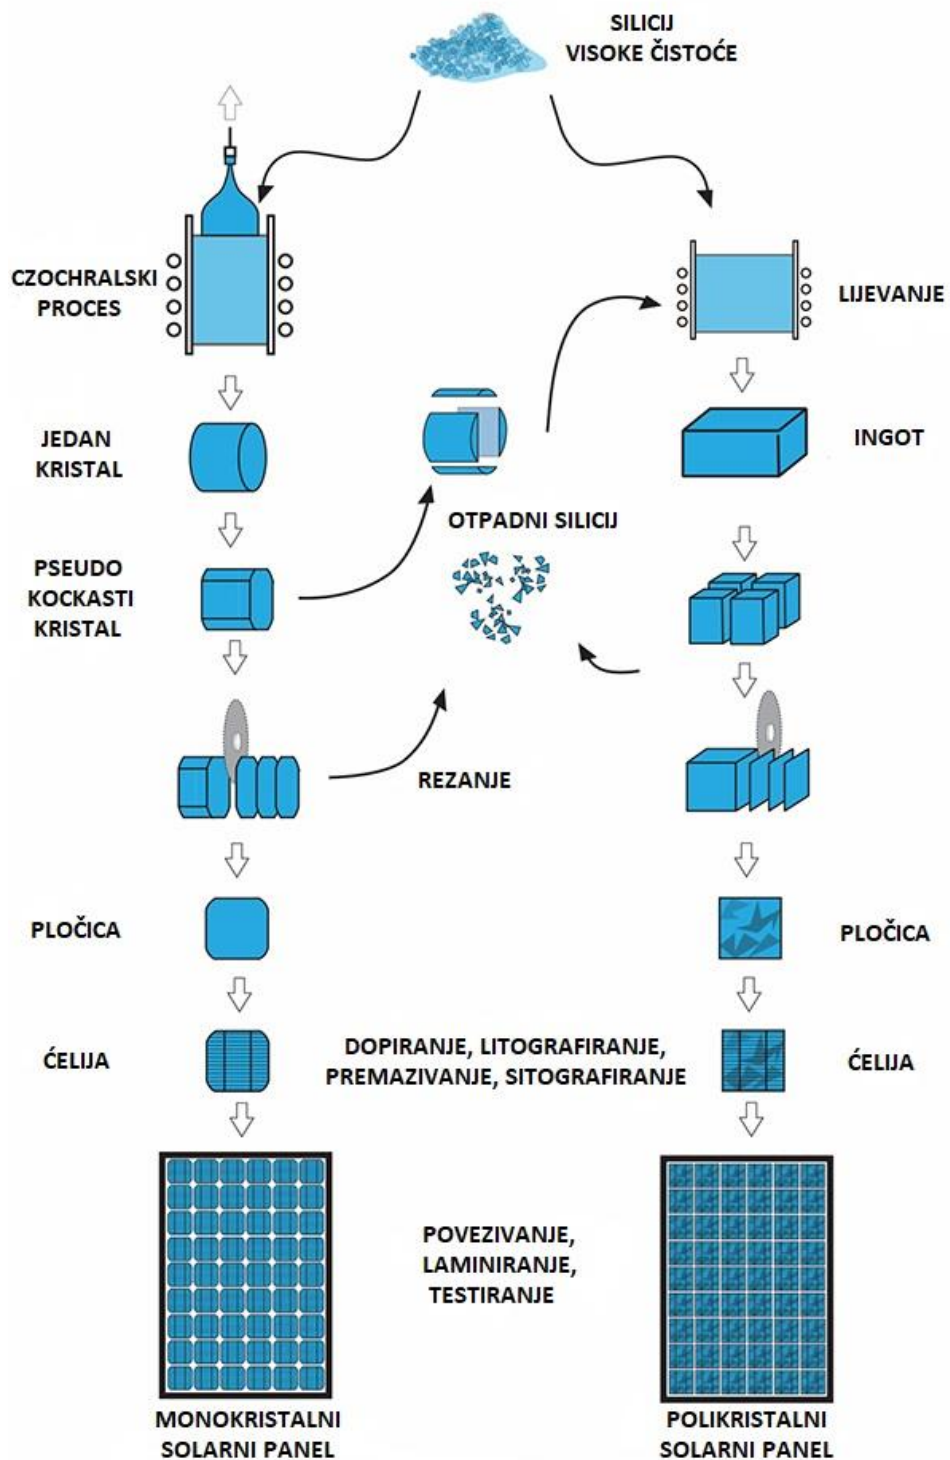 SILICIJ
VISOKE ČISTOĆE
CZOCHRALSKI
PROCES
LIJEVANJE
JEDAN
KRISTAL
INGOT
OTPADNI SILICIJ
PSEUDO
KOCKASTI
KRISTAL
REZANJE
PLOČICA
PLOČICA
ĆELIJA
DOPIRANJE, LITOGRAFIRANJE,
PREMAZIVANJE, SITOGRAFIRANJE
ĆELIJA
POVEZIVANJE,
LAMINIRANJE,
TESTIRANJE
MONOKRISTALNI
SOLARNI PANEL
POLIKRISTALNI
SOLARNI PANEL